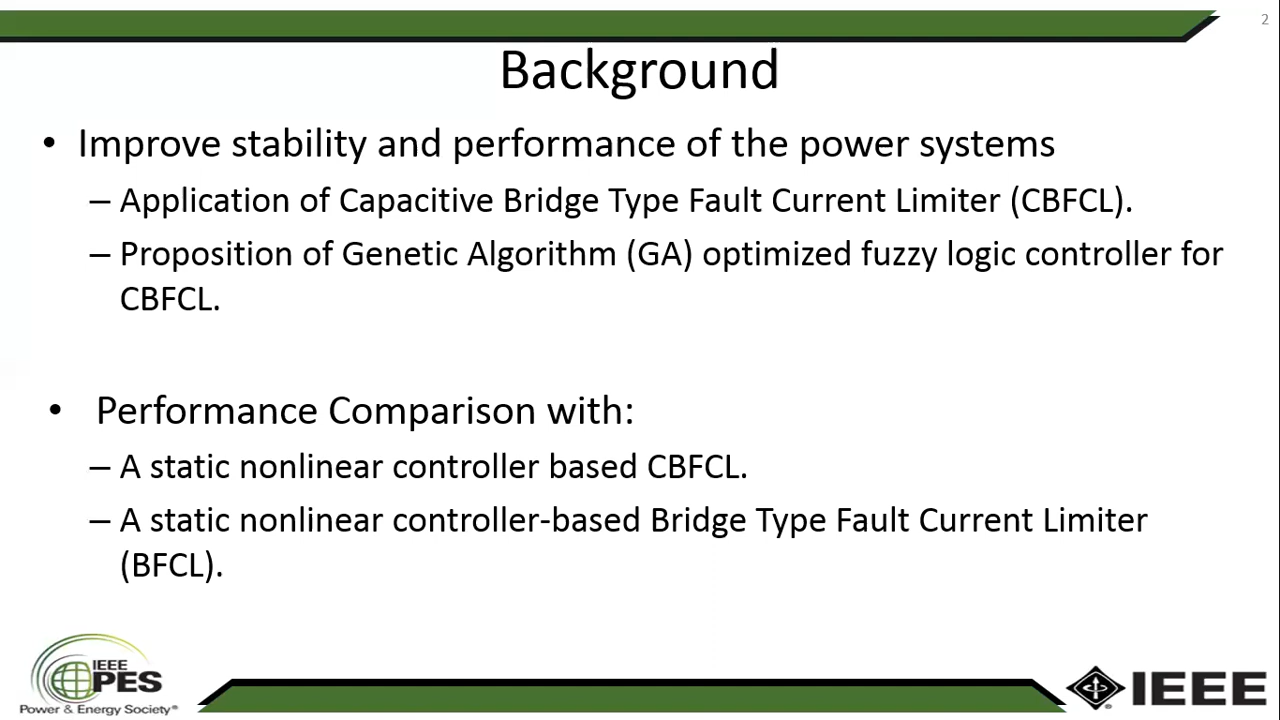 2
Background
• Improve stability and performance of the power systems
– Application of Capacitive Bridge Type Fault Current Limiter (CBFCL).
– Proposition of Genetic Algorithm (GA) optimized fuzzy logic controller for
CBFCL.
• Performance Comparison with:
– A static nonlinear controller based CBFCL.
– A static nonlinear controller-based Bridge Type Fault Current Limiter
(BFCL).
IEEE
PES
Power & Energy Society®
IEEE